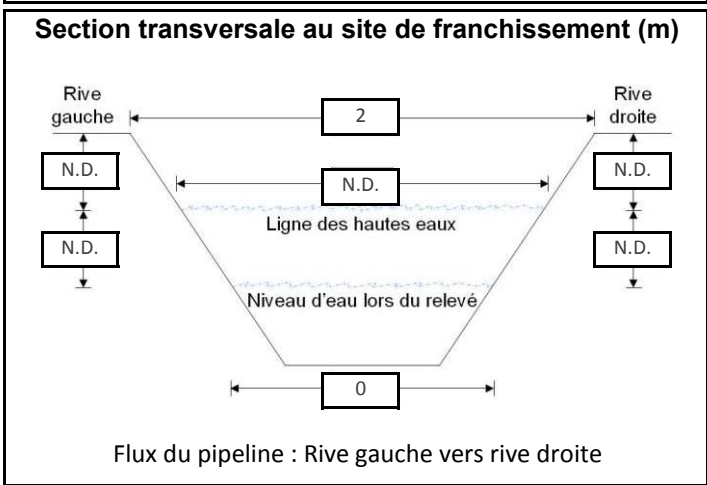 Section transversale au site de franchissement (m)
Rive
gauche
2
Rive
droite
N.D.
N.D.
N.D.
Ligne des hautes eaux
N.D.
N.D.
Niveau d'eau lors du relevé
0
Flux du pipeline : Rive gauche vers rive droite